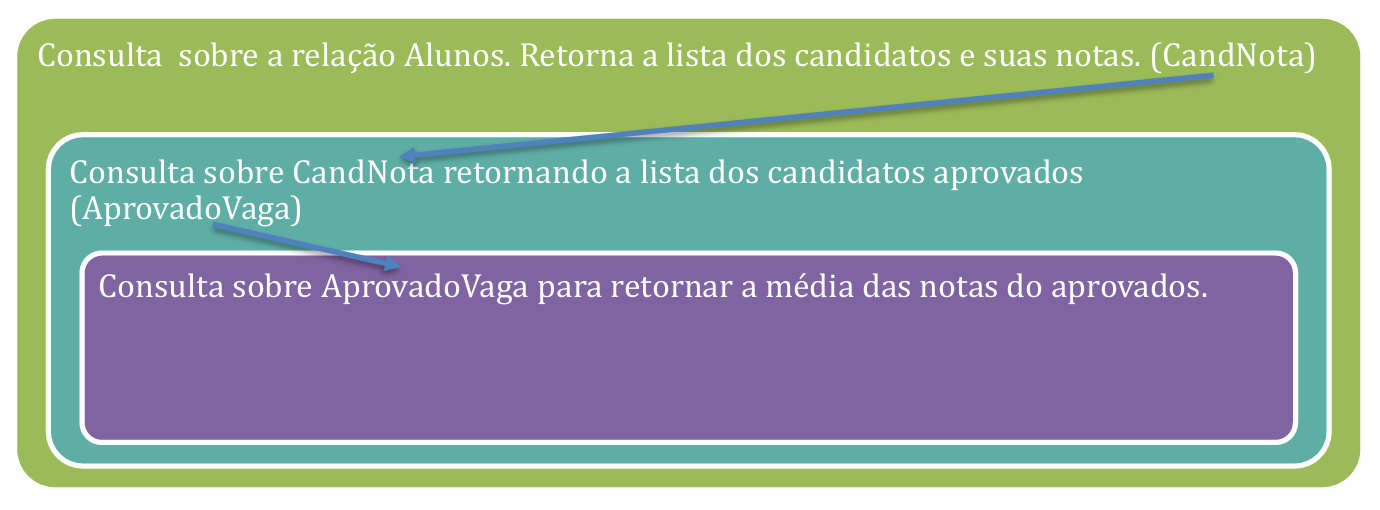 Consulta  sobre a relação Alunos. Retorna a lista dos candidatos e suas notas. (CandNota)
Consulta sobre CandNota retornando a lista dos candidatos aprovados
(AprovadoVaga)
Consulta sobre AprovadoVaga para retornar a média das notas do aprovados.